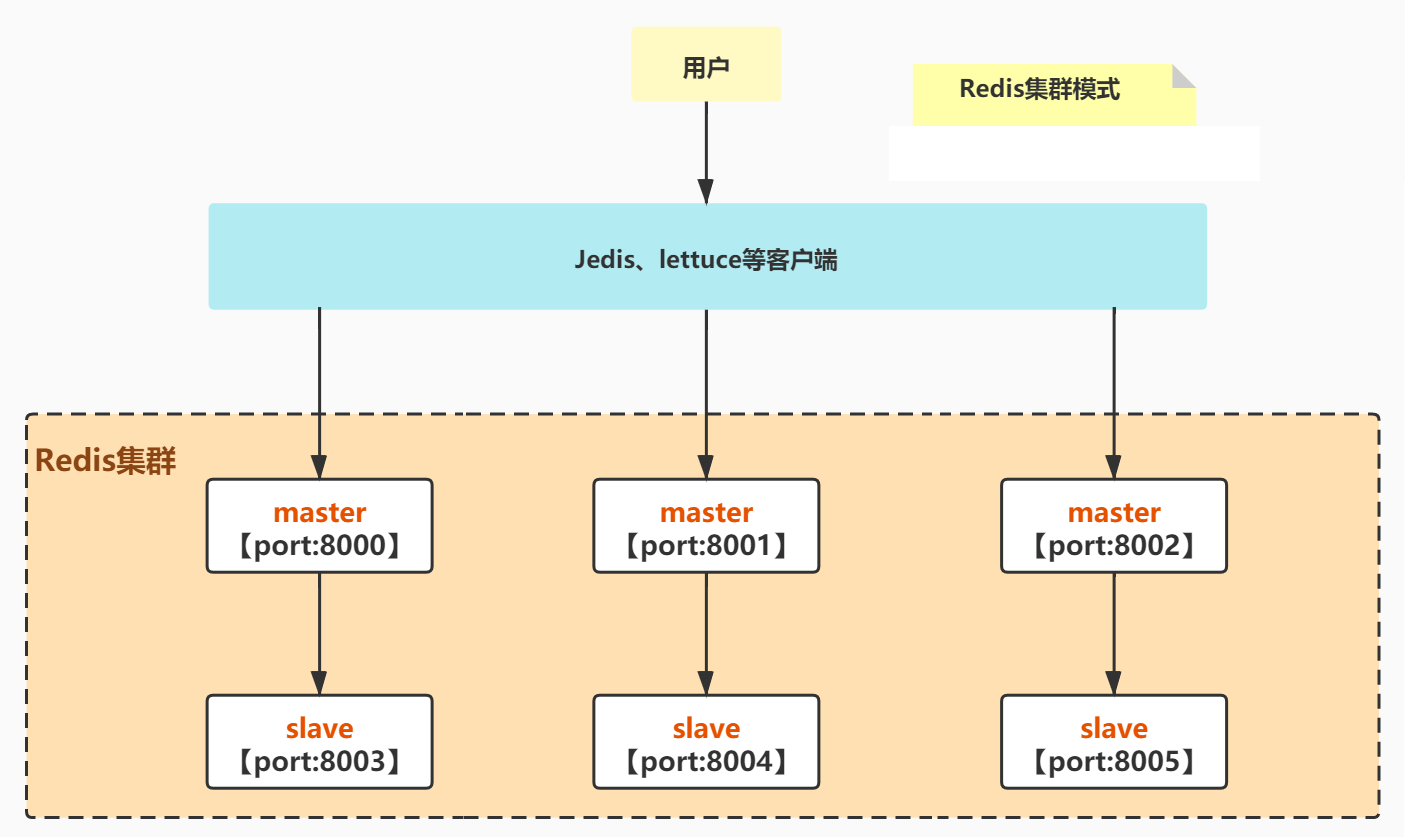 用户
Redis集群模式
Jedis、lettuce等客户端
Redis集群
master
【port:8000】
master
【port:8001】
master
【port:8002】
slave
【port:8003】
slave
【port:8004】
slave
【port:8005】